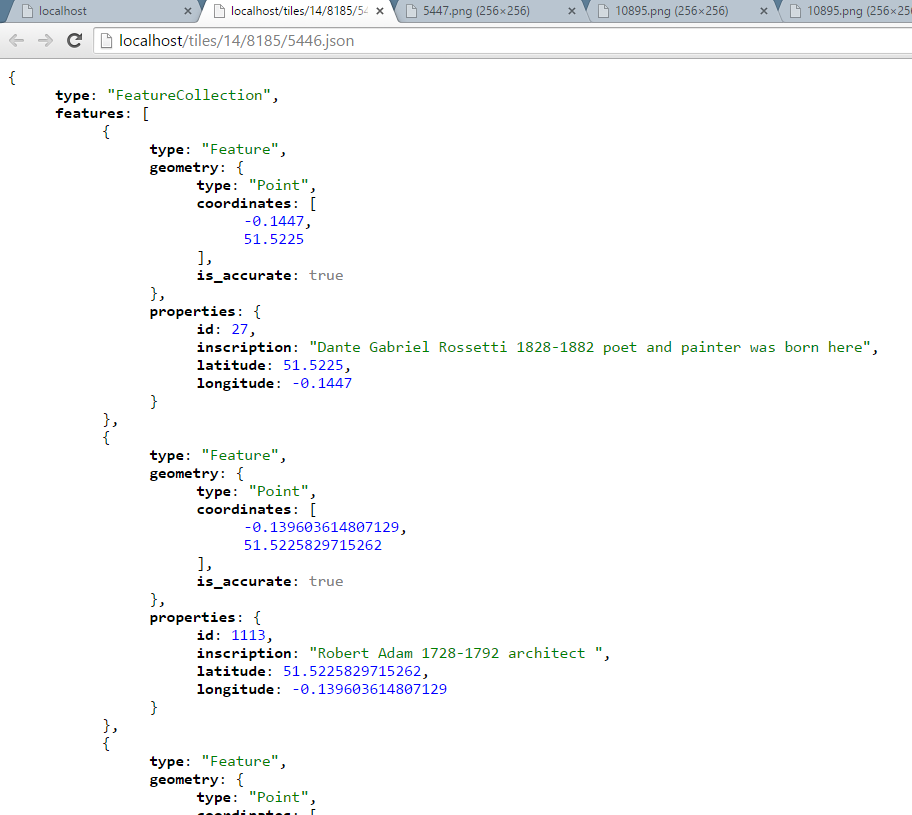 localhost
localhost/tiles/14/8185/54
5447.png (256×256)
10895.png (256×256)
10895.png (256×256
localhost/tiles/14/8185/5446.json
{
type: "FeatureCollection",
features: [
{
type: "Feature",
geometry: {
type: "Point",
coordinates: [
-0.1447,
51.5225
],
is_accurate: true
},
properties: {
id: 27,
inscription: "Dante Gabriel Rossetti 1828-1882 poet and painter was born here",
latitude: 51.5225,
longitude: -0.1447
}
},
{
type: "Feature",
geometry: {
type: "Point",
coordinates: [
-0.139603614807129,
51.5225829715262
],
is_accurate: true
},
properties: {
id: 1113,
inscription: "Robert Adam 1728-1792 architect ",
latitude: 51.5225829715262,
longitude: -0.139603614807129
}
},
{
type: "Feature",
geometry: {
type: "Point",
coordinates: [